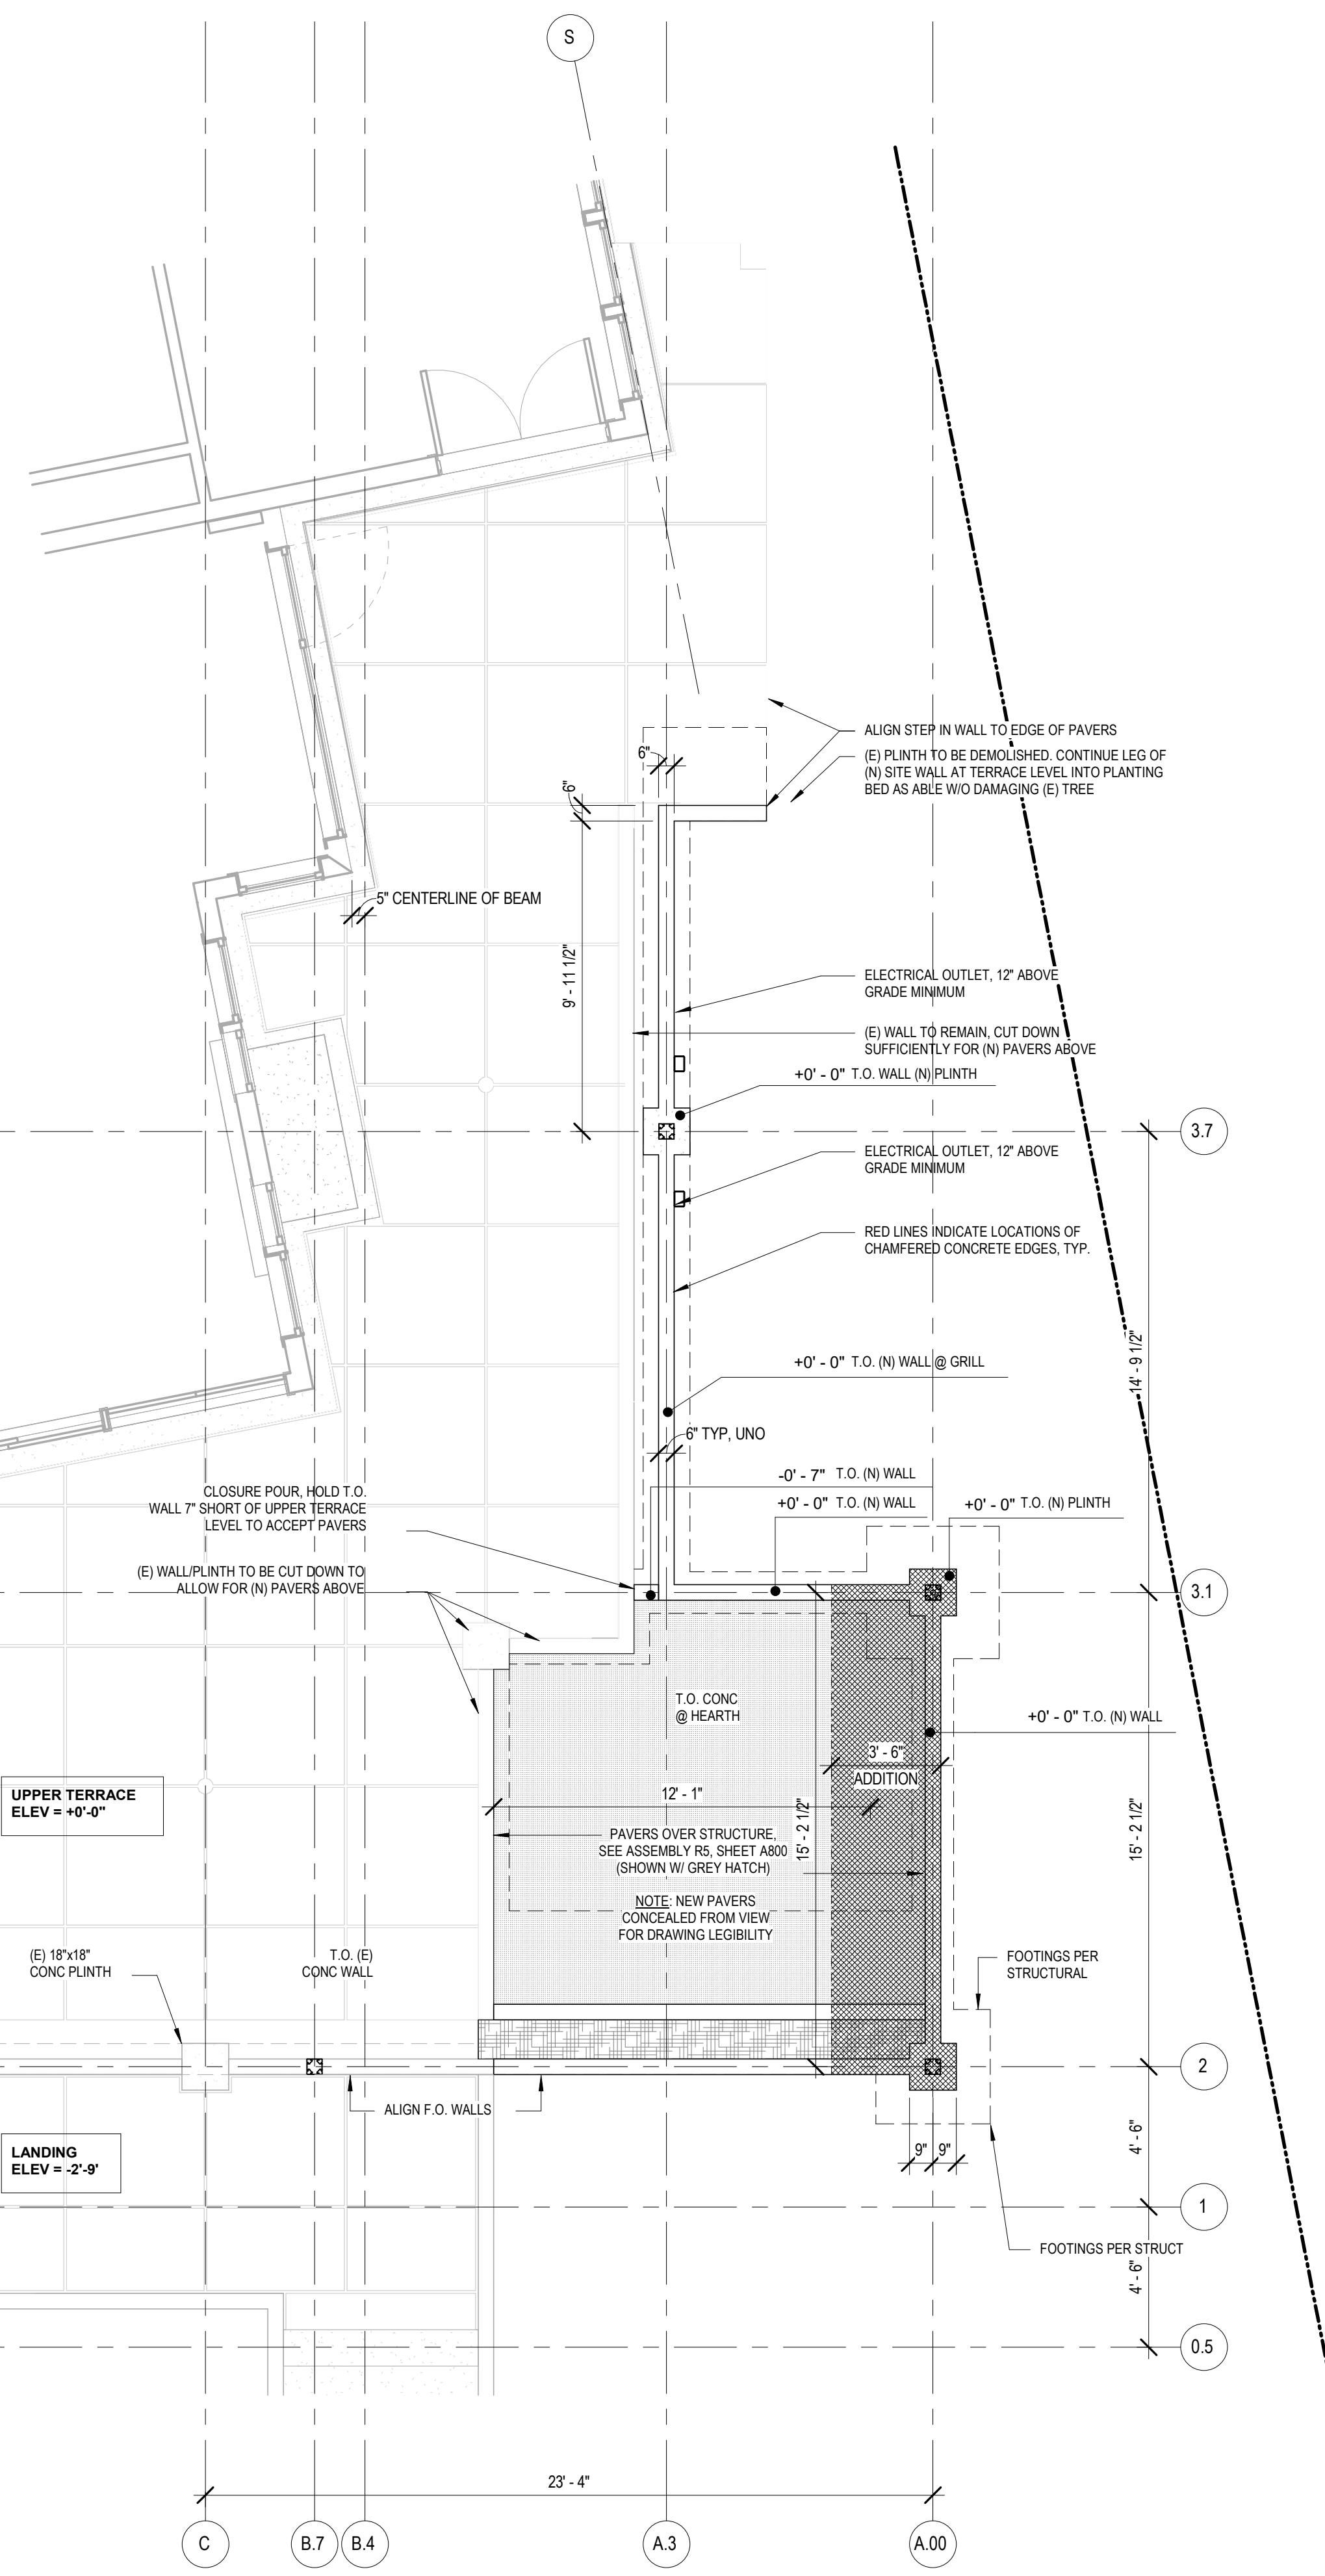 S
ALIGN STEP IN WALL TO EDGE OF PAVERS
6"
(E) PLINTH TO BE DEMOLISHED. CONTINUE LEG OF
(N) SITE WALL AT TERRACE LEVEL INTO PLANTING
BED AS ABLE W/O DAMAGING (E) TREE
6"
5" CENTERLINE OF BEAM
9' - 11 1/2"
ELECTRICAL OUTLET, 12" ABOVE
GRADE MINIMUM
(E) WALL TO REMAIN, CUT DOWN
SUFFICIENTLY FOR (N) PAVERS ABOVE
+0' - 0" T.O. WALL (N) PLINTH
3.7
ELECTRICAL OUTLET, 12" ABOVE
GRADE MINIMUM
RED LINES INDICATE LOCATIONS OF
CHAMFERED CONCRETE EDGES, TYP.
14' - 9 1/2"
+0' - 0" T.O. (N) WALL @ GRILL
6" TYP, UNO
-0' - 7" T.O. (N) WALL
CLOSURE POUR, HOLD T.O.
WALL 7" SHORT OF UPPER TERRACE
LEVEL TO ACCEPT PAVERS
+0' - 0" T.O. (N) WALL
+0' - 0" T.O. (N) PLINTH
(E) WALL/PLINTH TO BE CUT DOWN TO
ALLOW FOR (N) PAVERS ABOVE
3.1
T.O. CONC
@ HEARTH
+0' - 0" T.O. (N) WALL
3' - 6"
ADDITION
12' - 1"
UPPER TERRACE
ELEV = +0'-0"
15' - 2 1/2"
15' - 2 1/2"
PAVERS OVER STRUCTURE,
SEE ASSEMBLY R5, SHEET A800
(SHOWN W/ GREY HATCH)
NOTE: NEW PAVERS
CONCEALED FROM VIEW
FOR DRAWING LEGIBILITY
(E) 18"x18"
CONC PLINTH
T.O. (E)
CONC WALL
FOOTINGS PER
STRUCTURAL
2
ALIGN F.O. WALLS
LANDING
ELEV = -2'-9'
9" 9"
4' - 6"
1
FOOTINGS PER STRUCT
4' - 6"
0.5
23' - 4"
C
B.7
B.4
A.3
A.00